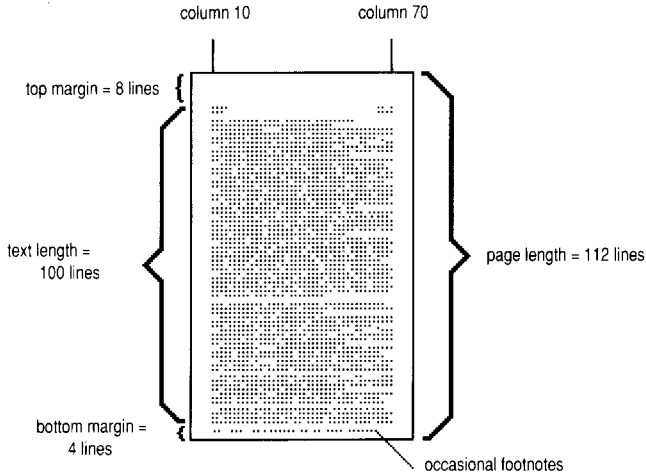 column 10
column 70
top margin = 8 lines
text length =
100 lines
page length = 112 lines
bottom margin =
4 lines
occasional footnotes